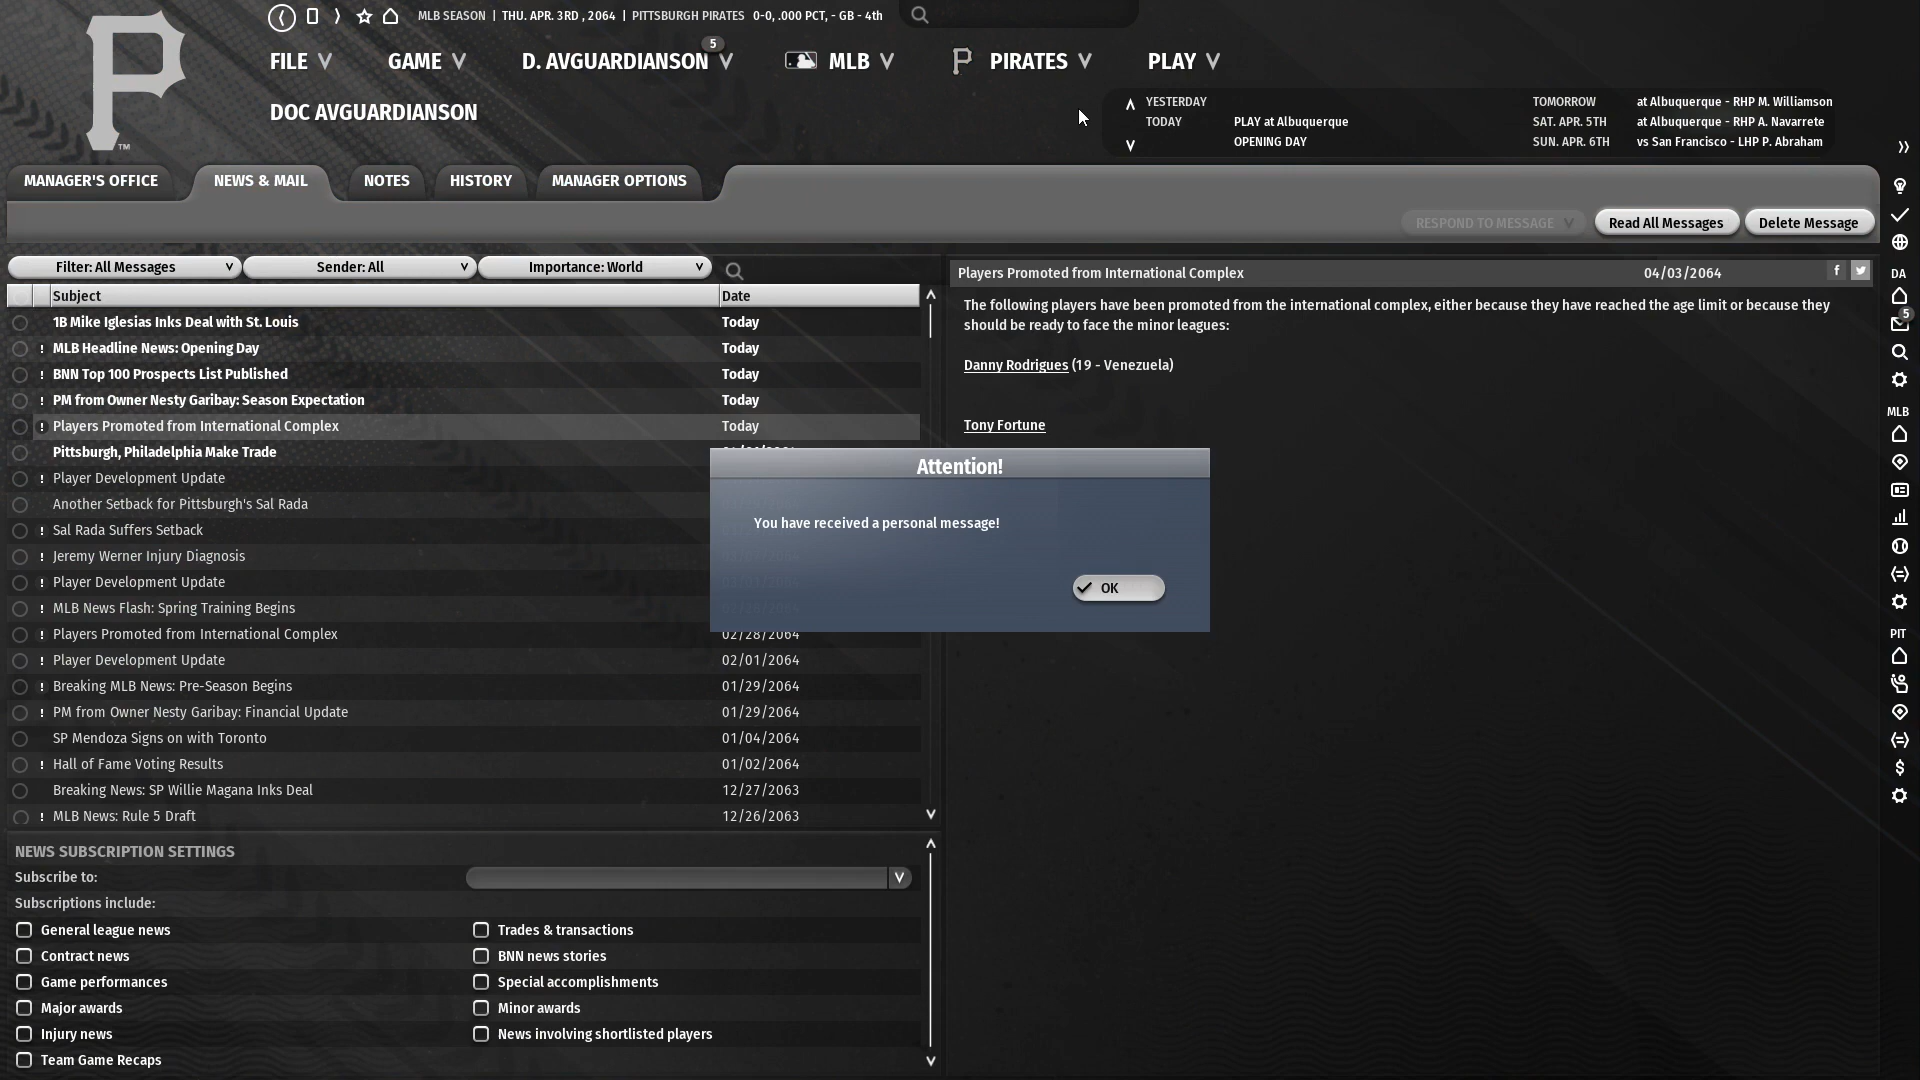 MLB SEASON | THU. APR. 3RD , 2064 | PITTSBURGH PIRATES 0-0, .000 PCT, - GB - 4th
FILE GAME D. AVGUARDIANSON 5 MLB PIRATES PLAY
P
TM
DOC AVGUARDIANSON
YESTERDAY
TODAY PLAY at Albuquerque
OPENING DAY
TOMORROW at Albuquerque - RHP M. Williamson
SAT. APR. 5TH at Albuquerque - RHP A. Navarrete
SUN. APR. 6TH vs San Francisco - LHP P. Abraham
MANAGER'S OFFICE NEWS & MAIL NOTES HISTORY MANAGER OPTIONS
RESPOND TO MESSAGE Read All Messages Delete Message
Filter: All Messages Sender: All Importance: World
Subject Date
1B Mike Iglesias Inks Deal with St. Louis Today
! MLB Headline News: Opening Day Today
! BNN Top 100 Prospects List Published Today
! PM from Owner Nesty Garibay: Season Expectation Today
! Players Promoted from International Complex Today
Pittsburgh, Philadelphia Make Trade
! Player Development Update
Another Setback for Pittsburgh's Sal Rada
! Sal Rada Suffers Setback
! Jeremy Werner Injury Diagnosis
! Player Development Update
! MLB News Flash: Spring Training Begins
! Players Promoted from International Complex 02/28/2064
! Player Development Update 02/01/2064
! Breaking MLB News: Pre-Season Begins 01/29/2064
! PM from Owner Nesty Garibay: Financial Update 01/29/2064
SP Mendoza Signs on with Toronto 01/04/2064
! Hall of Fame Voting Results 01/02/2064
Breaking News: SP Willie Magana Inks Deal 12/27/2063
! MLB News: Rule 5 Draft 12/26/2063
Players Promoted from International Complex 04/03/2064
The following players have been promoted from the international complex, either because they have reached the age limit or because they
should be ready to face the minor leagues:
Danny Rodrigues (19 - Venezuela)
Tony Fortune
Attention!
You have received a personal message!
OK
NEWS SUBSCRIPTION SETTINGS
Subscribe to:
Subscriptions include:
General league news Trades & transactions
Contract news BNN news stories
Game performances Special accomplishments
Major awards Minor awards
Injury news News involving shortlisted players
Team Game Recaps
DA
5
MLB
PIT
$